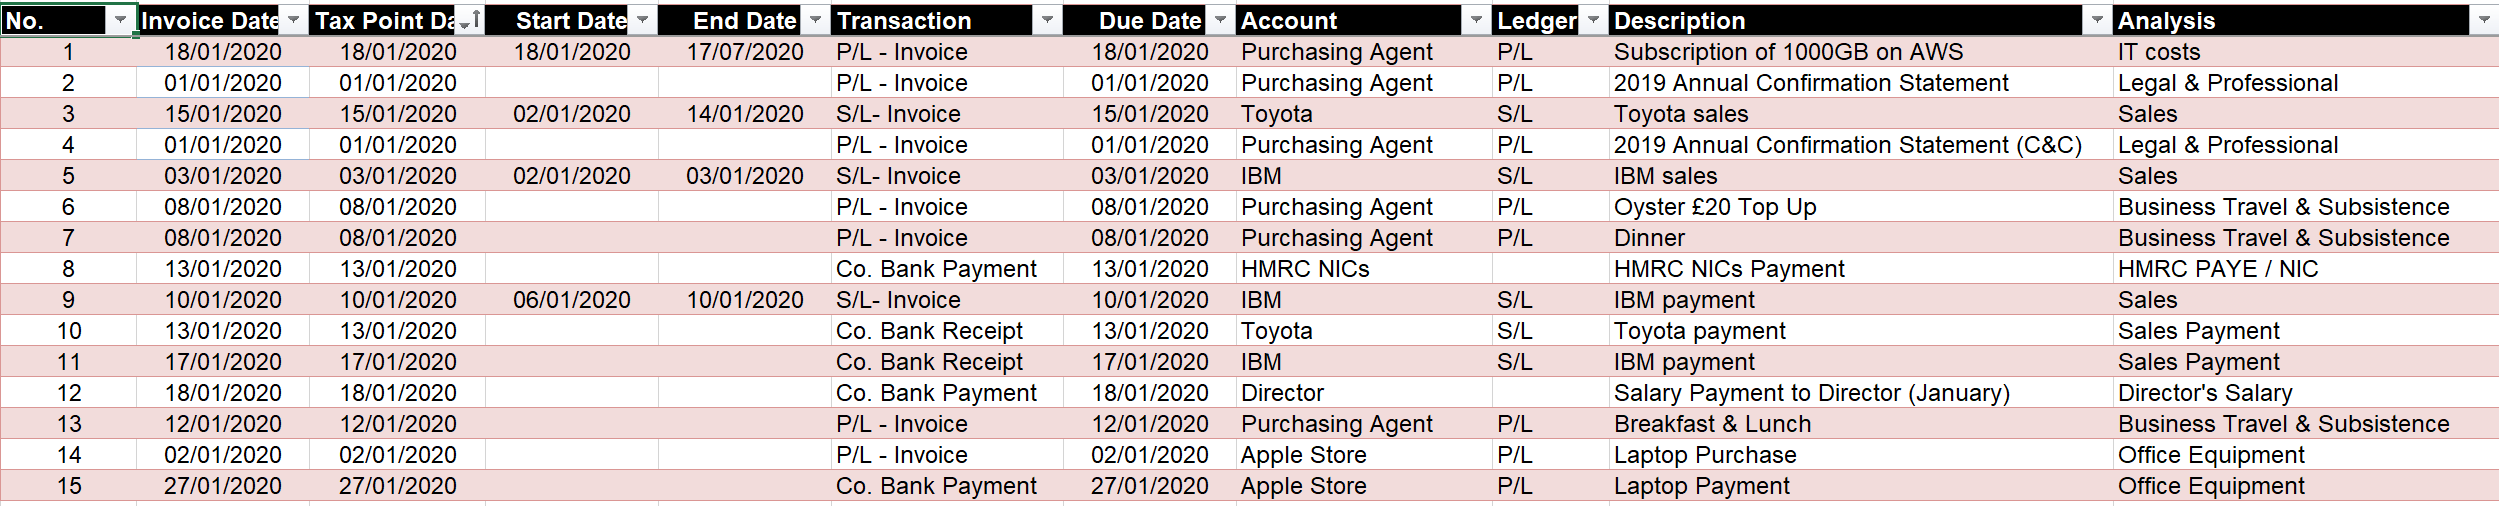 No. Invoice Date Tax Point Da Start Date End Date Transaction Due Date Account Ledger Description Analysis
1 18/01/2020 18/01/2020 18/01/2020 17/07/2020 P/L - Invoice 18/01/2020 Purchasing Agent P/L Subscription of 1000GB on AWS IT costs
2 01/01/2020 01/01/2020 P/L - Invoice 01/01/2020 Purchasing Agent P/L 2019 Annual Confirmation Statement Legal & Professional
3 15/01/2020 15/01/2020 02/01/2020 14/01/2020 S/L- Invoice 15/01/2020 Toyota S/L Toyota sales Sales
4 01/01/2020 01/01/2020 P/L - Invoice 01/01/2020 Purchasing Agent P/L 2019 Annual Confirmation Statement (C&C) Legal & Professional
5 03/01/2020 03/01/2020 02/01/2020 03/01/2020 S/L- Invoice 03/01/2020 IBM S/L IBM sales Sales
6 08/01/2020 08/01/2020 P/L - Invoice 08/01/2020 Purchasing Agent P/L Oyster £20 Top Up Business Travel & Subsistence
7 08/01/2020 08/01/2020 P/L - Invoice 08/01/2020 Purchasing Agent P/L Dinner Business Travel & Subsistence
8 13/01/2020 13/01/2020 Co. Bank Payment 13/01/2020 HMRC NICs HMRC NICs Payment HMRC PAYE / NIC
9 10/01/2020 10/01/2020 06/01/2020 10/01/2020 S/L- Invoice 10/01/2020 IBM S/L IBM payment Sales
10 13/01/2020 13/01/2020 Co. Bank Receipt 13/01/2020 Toyota S/L Toyota payment Sales Payment
11 17/01/2020 17/01/2020 Co. Bank Receipt 17/01/2020 IBM S/L IBM payment Sales Payment
12 18/01/2020 18/01/2020 Co. Bank Payment 18/01/2020 Director Salary Payment to Director (January) Director's Salary
13 12/01/2020 12/01/2020 P/L - Invoice 12/01/2020 Purchasing Agent P/L Breakfast & Lunch Business Travel & Subsistence
14 02/01/2020 02/01/2020 P/L - Invoice 02/01/2020 Apple Store P/L Laptop Purchase Office Equipment
15 27/01/2020 27/01/2020 Co. Bank Payment 27/01/2020 Apple Store P/L Laptop Payment Office Equipment